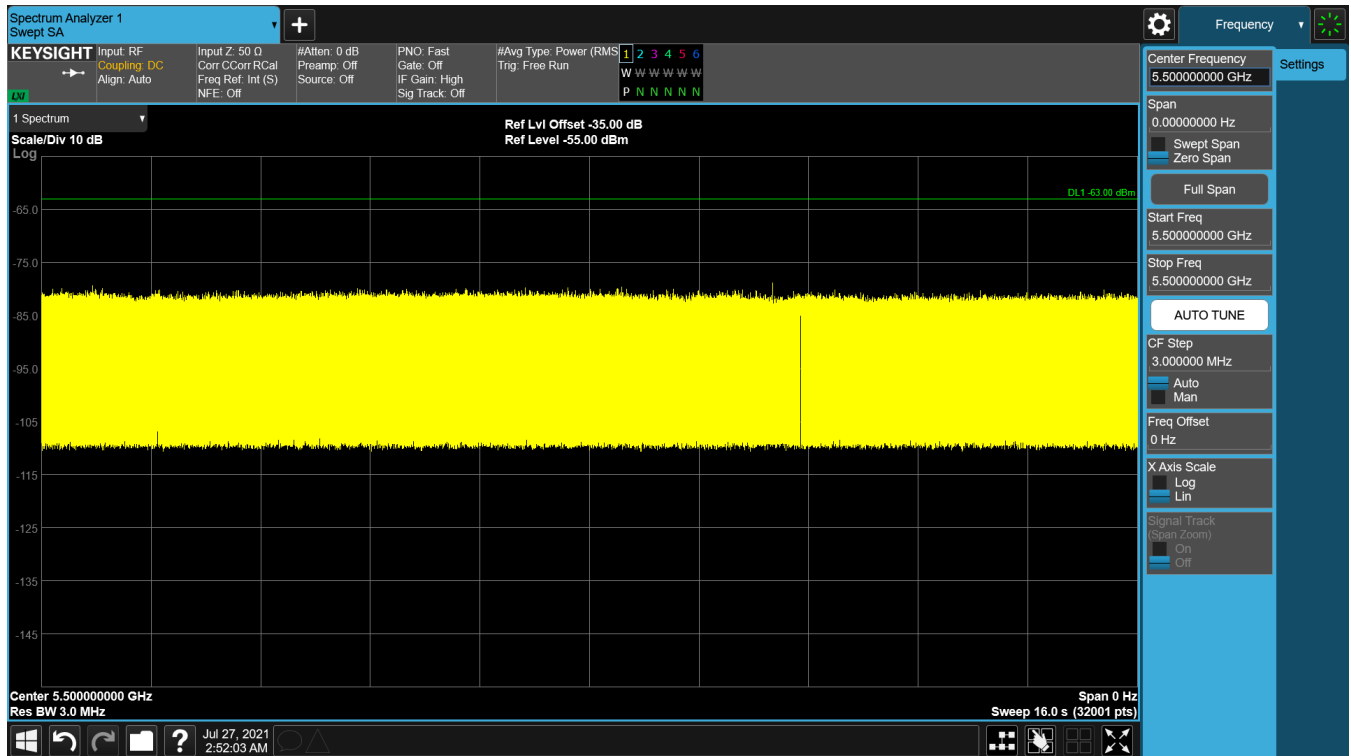 Spectrum Analyzer 1
Swept SA
Frequency
KEYSIGHT
LXI
Input: RF
Coupling: DC
Align: Auto
Input Z: 50 Ω
Corr CCorr RCal
Freq Ref: Int (S)
NFE: Off
#Atten: 0 dB
Preamp: Off
Source: Off
PNO: Fast
Gate: Off
IF Gain: High
Sig Track: Off
#Avg Type: Power (RMS
Trig: Free Run
1 2 3 4 5 6
W W W W W W
P N N N N N
1 Spectrum
Scale/Div 10 dB
Log
Ref Lvl Offset -35.00 dB
Ref Level -55.00 dBm
DL1 -63.00 dBm
-65.0
-75.0
-85.0
-95.0
-105
-115
-125
-135
-145
Center 5.500000000 GHz
Res BW 3.0 MHz
Span 0 Hz
Sweep 16.0 s (32001 pts)
Center Frequency
5.500000000 GHz
Settings
Span
0.00000000 Hz
Swept Span
Zero Span
Full Span
Start Freq
5.500000000 GHz
Stop Freq
5.500000000 GHz
AUTO TUNE
CF Step
3.000000 MHz
Auto
Man
Freq Offset
0 Hz
X Axis Scale
Log
Lin
Signal Track
(Span Zoom)
On
Off
?
Jul 27, 2021
2:52:03 AM